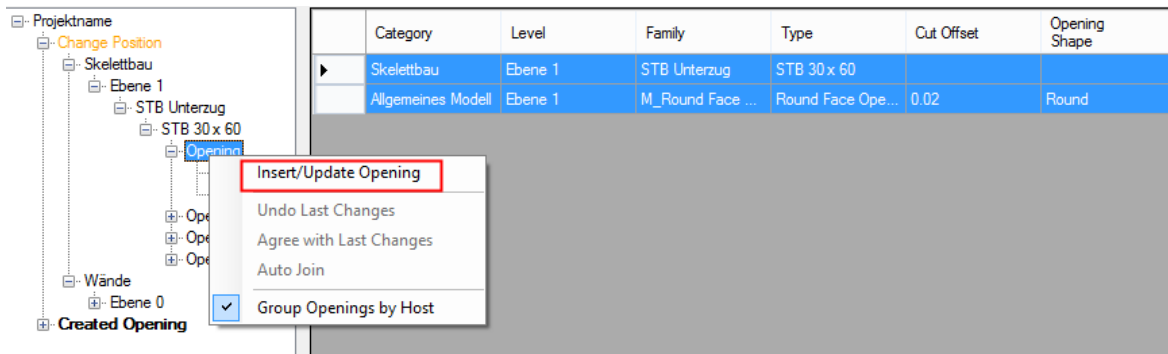 Projektname
Change Position
Skelettbau
Ebene 1
STB Unterzug
STB 30 x 60
Opening
Ope
Ope
Ope
Wände
Ebene 0
Created Opening
Insert/Update Opening
Undo Last Changes
Agree with Last Changes
Auto Join
Group Openings by Host
Category Level Family Type Cut Offset Opening Shape
Skelettbau Ebene 1 STB Unterzug STB 30 x 60
Allgemeines Modell Ebene 1 M_Round Face ... Round Face Ope... 0.02 Round